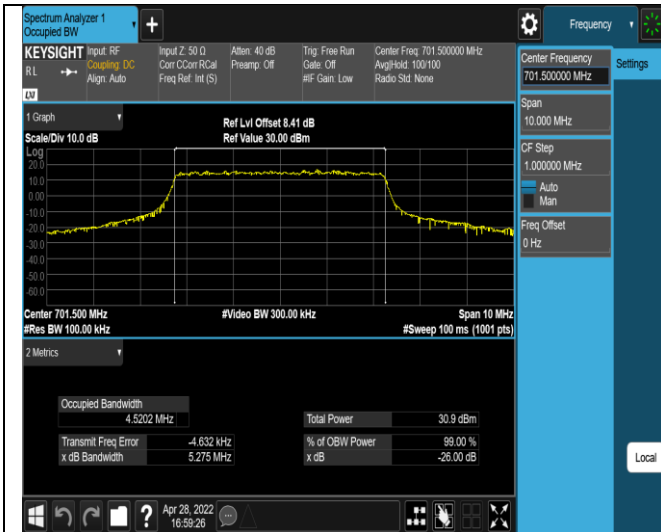 Spectrum Analyzer 1
Occupied BW
+
Frequency
KEYSIGHT
R L
LXI
Input: RF
Coupling: DC
Align: Auto
Input Z: 50 Ω
Corr CCorr RCal
Freq Ref: Int (S)
Atten: 40 dB
Preamp: Off
Trig: Free Run
Gate: Off
#IF Gain: Low
Center Freq: 701.500000 MHz
Avg|Hold: 100/100
Radio Std: None
Center Frequency
701.500000 MHz
Settings
Span
10.000 MHz
CF Step
1.000000 MHz
Auto
Man
Freq Offset
0 Hz
Local
1 Graph
Scale/Div 10.0 dB
Ref Lvl Offset 8.41 dB
Ref Value 30.00 dBm
Log
20.0
10.0
0.00
-10.0
-20.0
-30.0
-40.0
-50.0
-60.0
Center 701.500 MHz
#Res BW 100.00 kHz
#Video BW 300.00 kHz
Span 10 MHz
#Sweep 100 ms (1001 pts)
2 Metrics
Occupied Bandwidth
4.5202 MHz
Total Power 30.9 dBm
Transmit Freq Error -4.632 kHz
% of OBW Power 99.00 %
x dB Bandwidth 5.275 MHz
x dB -26.00 dB
?
Apr 28, 2022
16:59:26